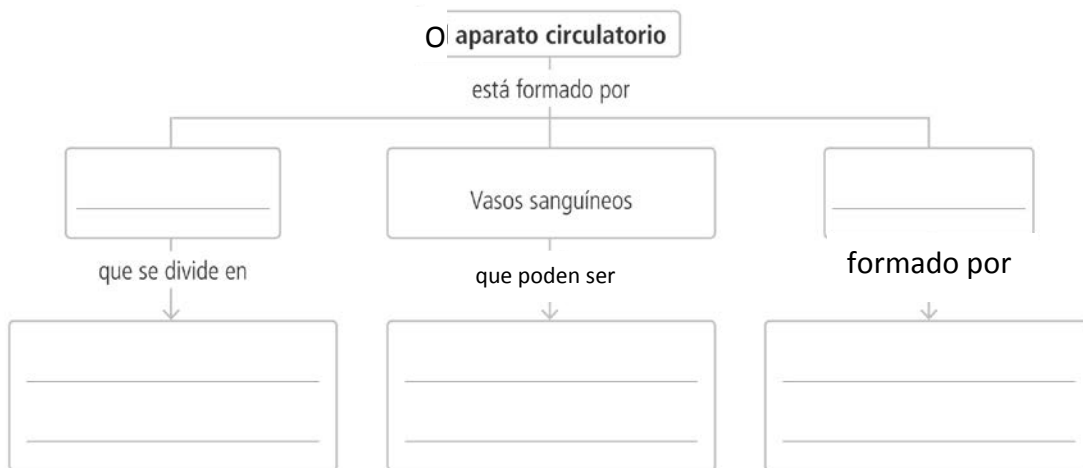 O aparato circulatorio
está formado por
Vasos sanguíneos
que se divide en
que poden ser
formado por